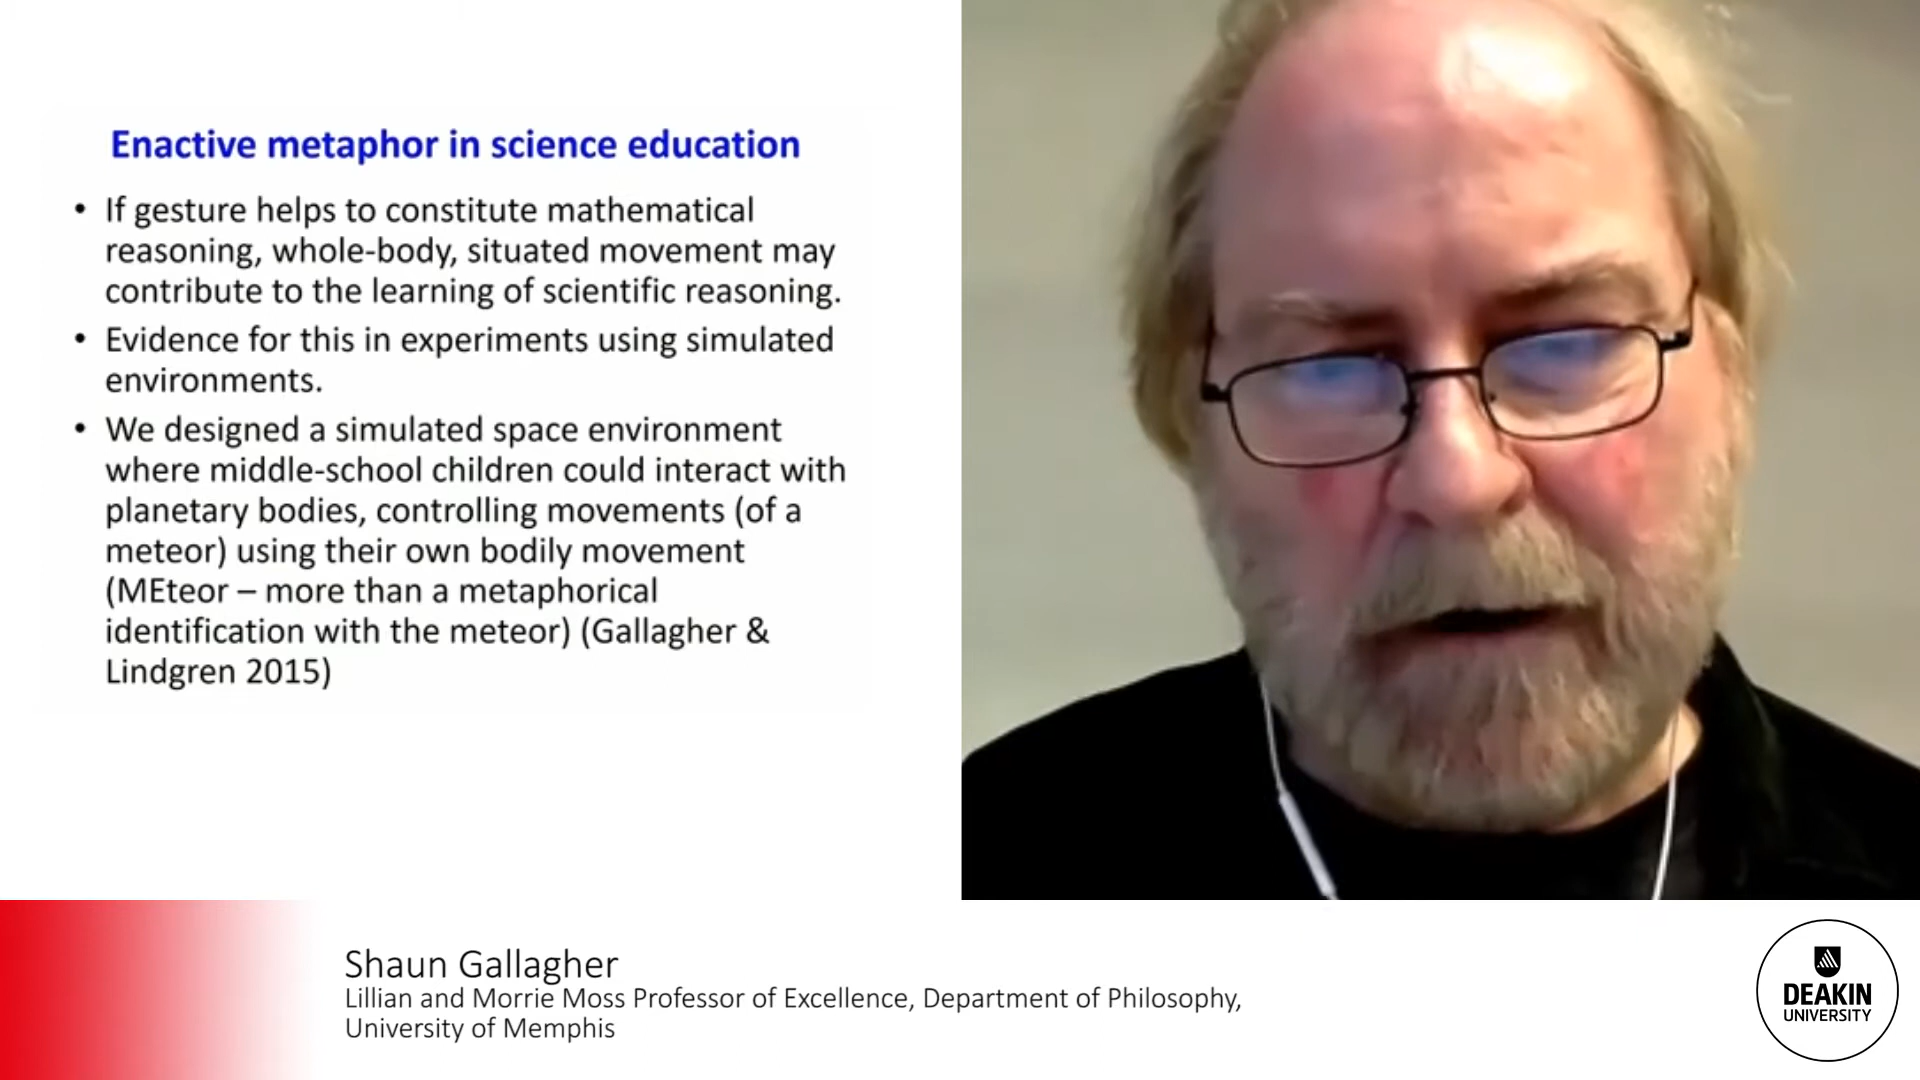 Enactive metaphor in science education
• If gesture helps to constitute mathematical
reasoning, whole-body, situated movement may
contribute to the learning of scientific reasoning.
• Evidence for this in experiments using simulated
environments.
• We designed a simulated space environment
where middle-school children could interact with
planetary bodies, controlling movements (of a
meteor) using their own bodily movement
(MEteor – more than a metaphorical
identification with the meteor) (Gallagher &
Lindgren 2015)
Shaun Gallagher
Lillian and Morrie Moss Professor of Excellence, Department of Philosophy,
University of Memphis
DEAKIN
UNIVERSITY